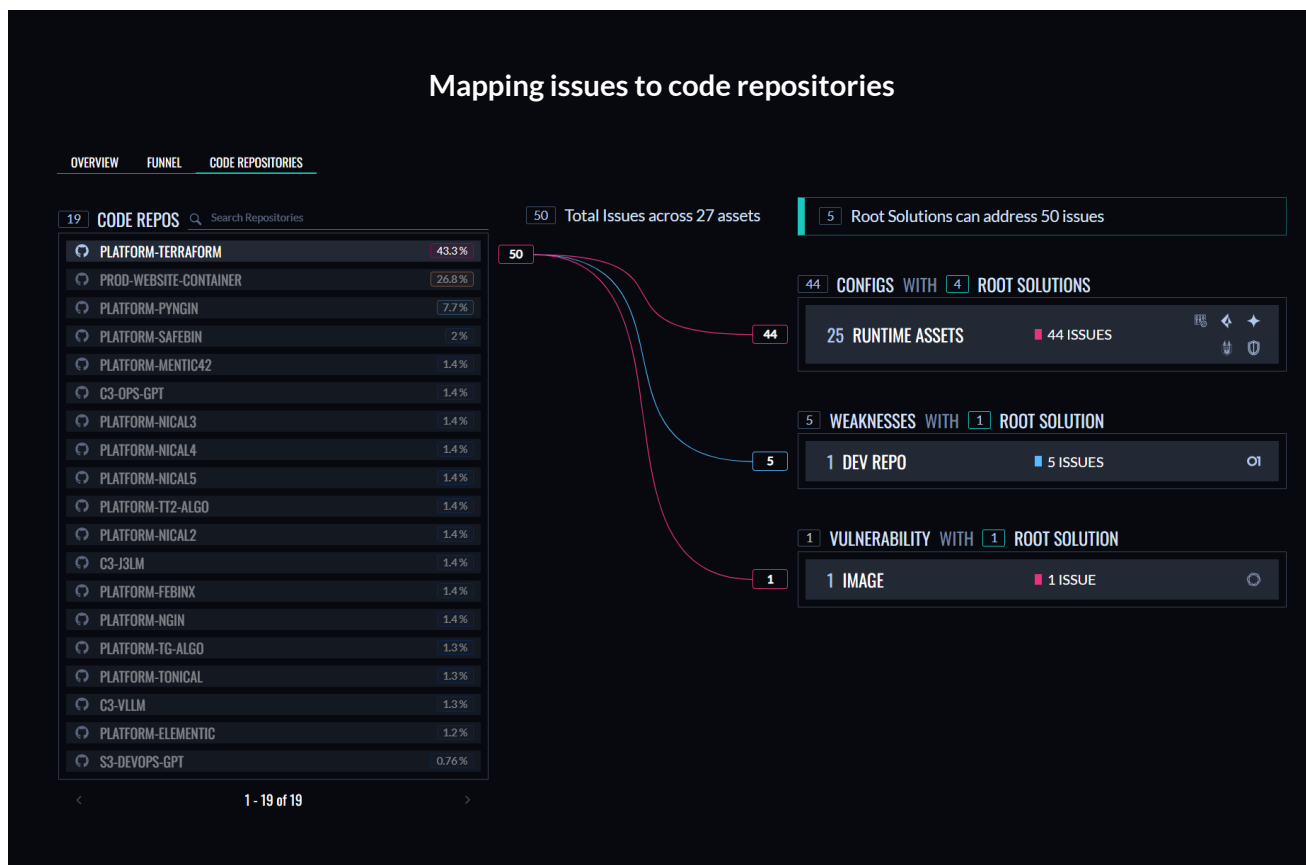 Mapping issues to code repositories
OVERVIEW FUNNEL CODE REPOSITORIES
19 CODE REPOS Search Repositories
PLATFORM-TERRAFORM 43.3%
PROD-WEBSITE-CONTAINER 26.8%
PLATFORM-PYNGIN 7.7%
PLATFORM-SAFEBIN 2%
PLATFORM-MENTIC42 1.4%
C3-OPS-GPT 1.4%
PLATFORM-NICAL3 1.4%
PLATFORM-NICAL4 1.4%
PLATFORM-NICAL5 1.4%
PLATFORM-TT2-ALGO 1.4%
PLATFORM-NICAL2 1.4%
C3-J3LM 1.4%
PLATFORM-FEBINX 1.4%
PLATFORM-NGIN 1.4%
PLATFORM-TG-ALGO 1.3%
PLATFORM-TONICAL 1.3%
C3-VLLM 1.3%
PLATFORM-ELEMENTIC 1.2%
S3-DEVOPS-GPT 0.76%
1 - 19 of 19
50 Total Issues across 27 assets
50
44
5
1
5 Root Solutions can address 50 issues
44 CONFIGS WITH 4 ROOT SOLUTIONS
25 RUNTIME ASSETS 44 ISSUES
5 WEAKNESSES WITH 1 ROOT SOLUTION
1 DEV REPO 5 ISSUES
1 VULNERABILITY WITH 1 ROOT SOLUTION
1 IMAGE 1 ISSUE